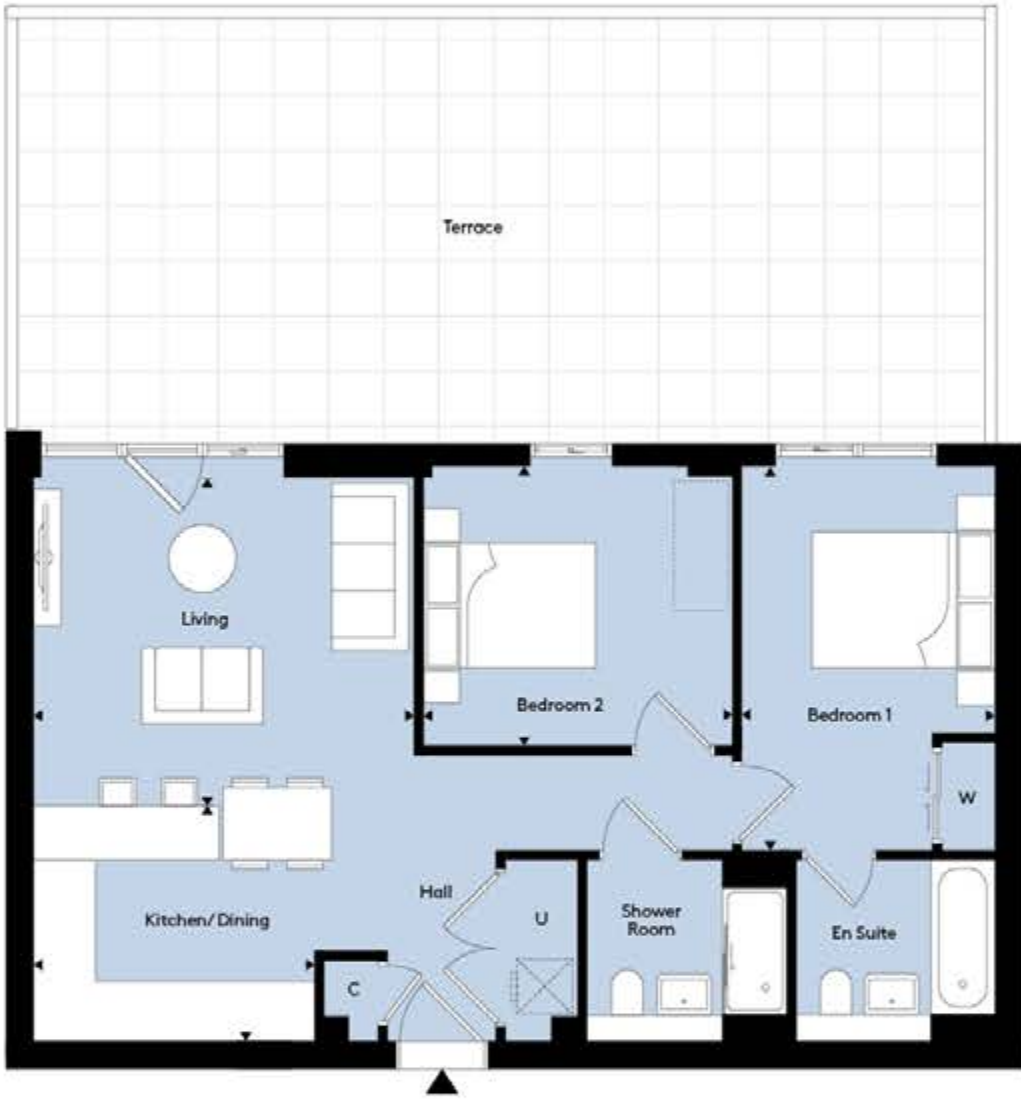 Terrace
Living
Bedroom 2
Bedroom 1
W
Hall
Kitchen/Dining
U
Shower
Room
En Suite
C